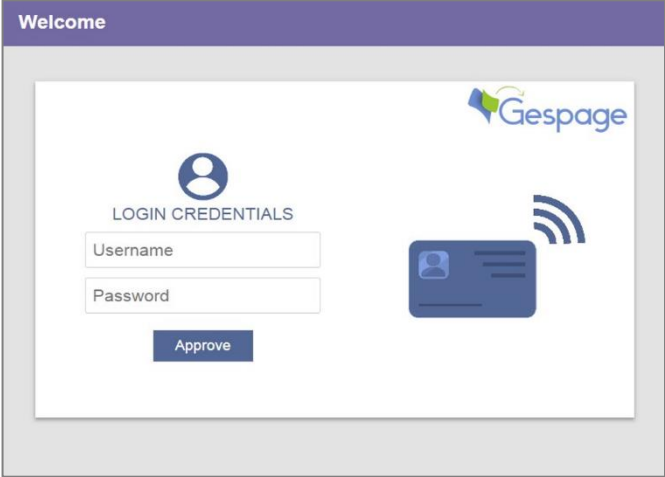 Welcome
Gespage
LOGIN CREDENTIALS
Username
Password
Approve